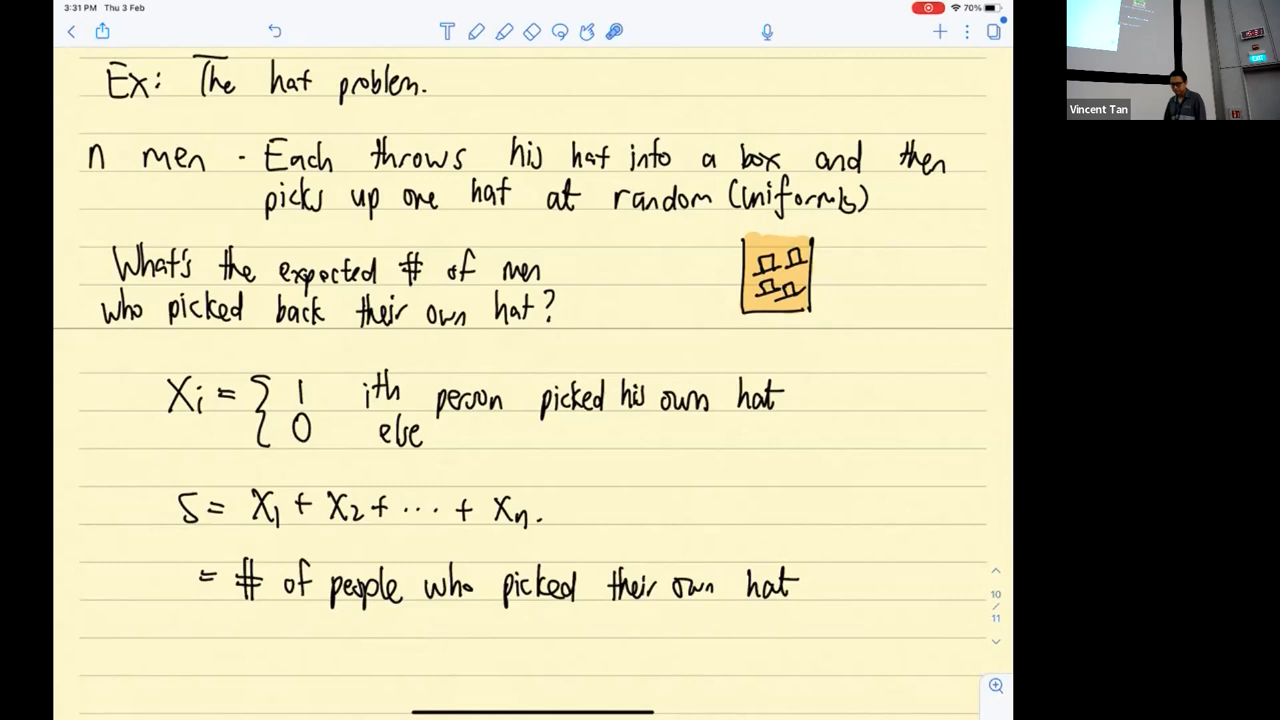 3:31 PM Thu 3 Feb
70%
Ex: The hat problem.
n men - Each throws his hat into a box and then
picks up one hat at random (uniformly)
What's the expected # of men
who picked back their own hat?
Xi = { 1 ith person picked his own hat
0 else
S = X1 + X2 + ... + Xn.
= # of people who picked their own hat
10
/
11
Vincent Tan
EXIT